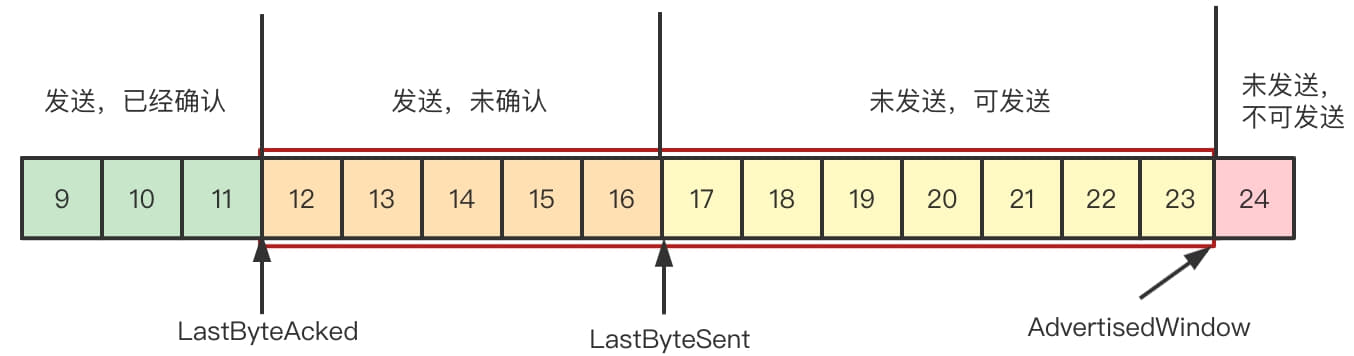 发送，已经确认
发送，未确认
未发送，可发送
未发送，
不可发送
9 10 11 12 13 14 15 16 17 18 19 20 21 22 23 24
LastByteAcked
LastByteSent
AdvertisedWindow